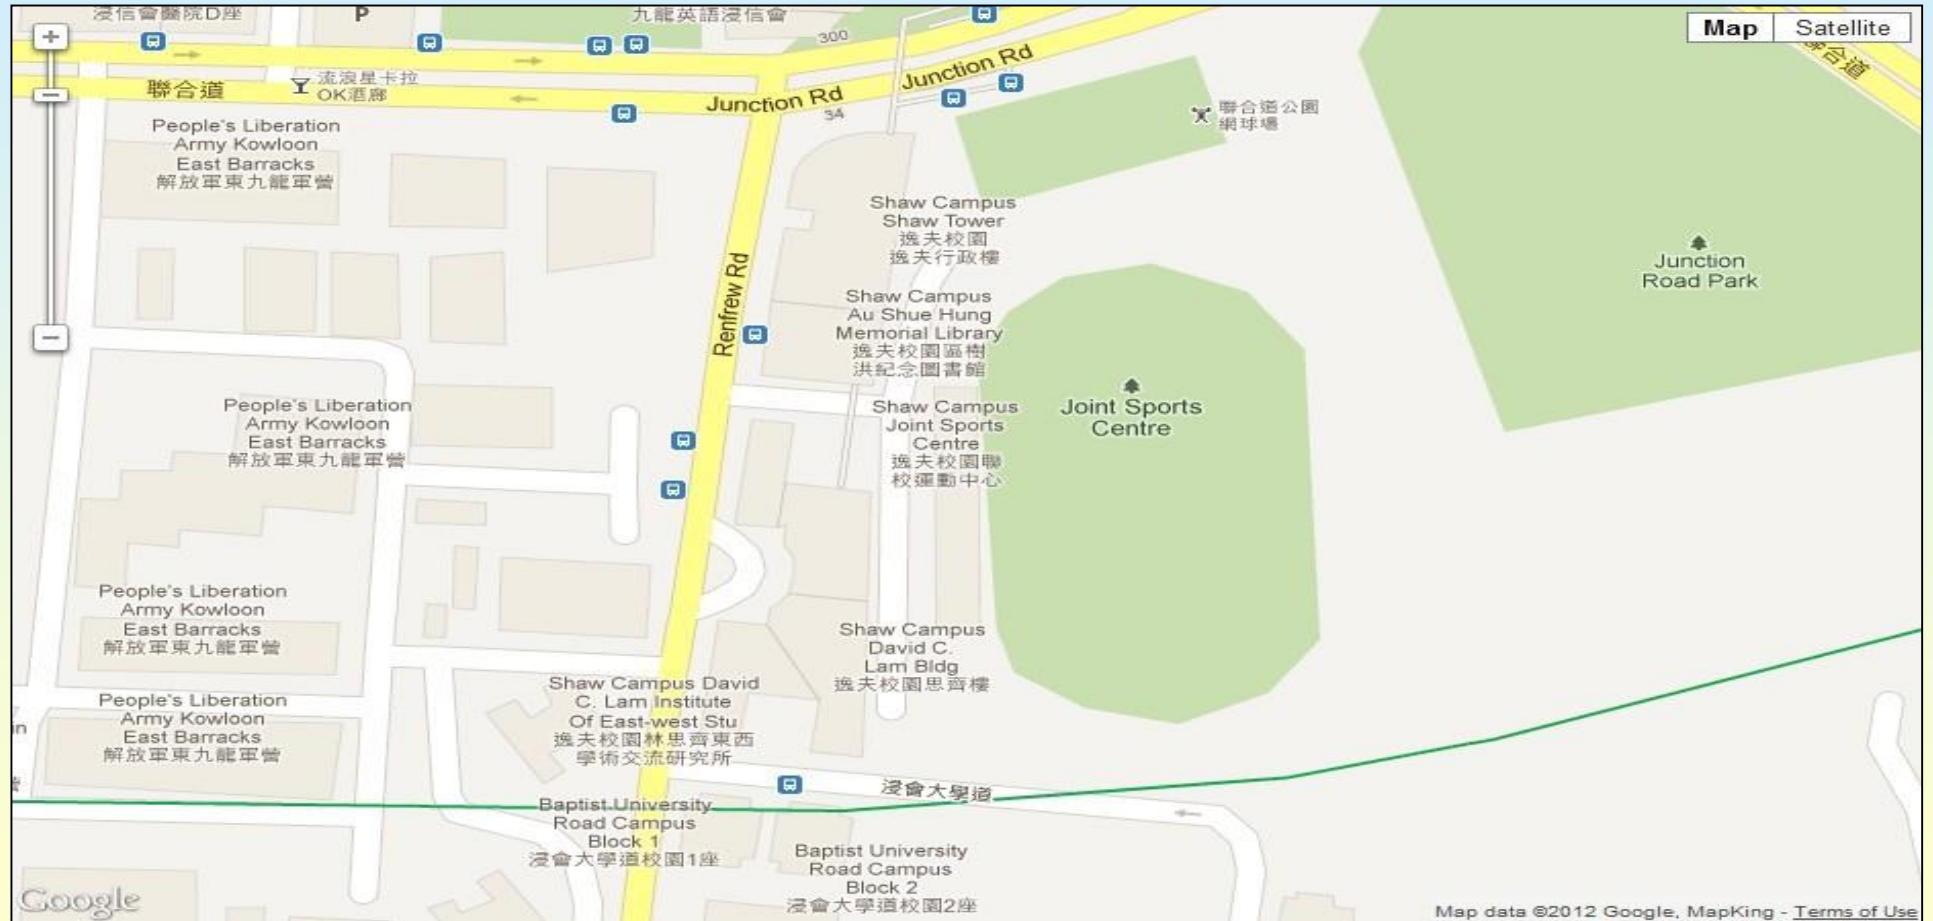 浸信會醫院D座
P
九龍英語浸信會
Map
Satellite
聯合道
300
Junction Rd
聯合道
流浪星卡拉
OK酒廊
Junction Rd
34
聯合道公園
網球場
People's Liberation
Army Kowloon
East Barracks
解放軍東九龍軍營
Shaw Campus
Shaw Tower
逸夫校園
逸夫行政樓
Junction
Road Park
Renfrew Rd
Shaw Campus
Au Shue Hung
Memorial Library
逸夫校園區樹
洪紀念圖書館
People's Liberation
Army Kowloon
East Barracks
解放軍東九龍軍營
Shaw Campus
Joint Sports
Centre
逸夫校園聯
校運動中心
Joint Sports
Centre
People's Liberation
Army Kowloon
East Barracks
解放軍東九龍軍營
Shaw Campus
David C.
Lam Bldg
逸夫校園思齊樓
Shaw Campus David
C. Lam Institute
Of East-west Stu
逸夫校園林思齊東西
學術交流研究所
People's Liberation
Army Kowloon
East Barracks
解放軍東九龍軍營
in
浸會大學道
Baptist University
Road Campus
Block 1
浸會大學道校園1座
Baptist University
Road Campus
Block 2
浸會大學道校園2座
Google
Map data ©2012 Google, MapKing - Terms of Use